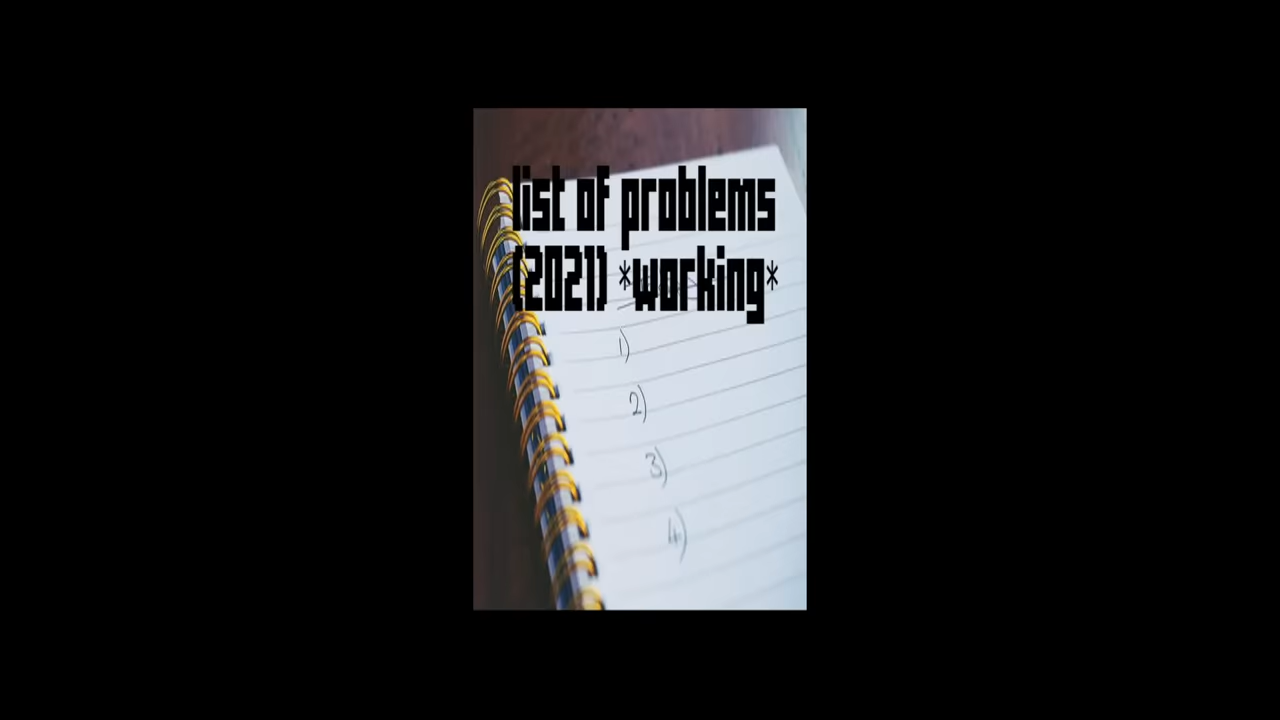 list of problems
(2021) *working*
1)
2)
3)
4)